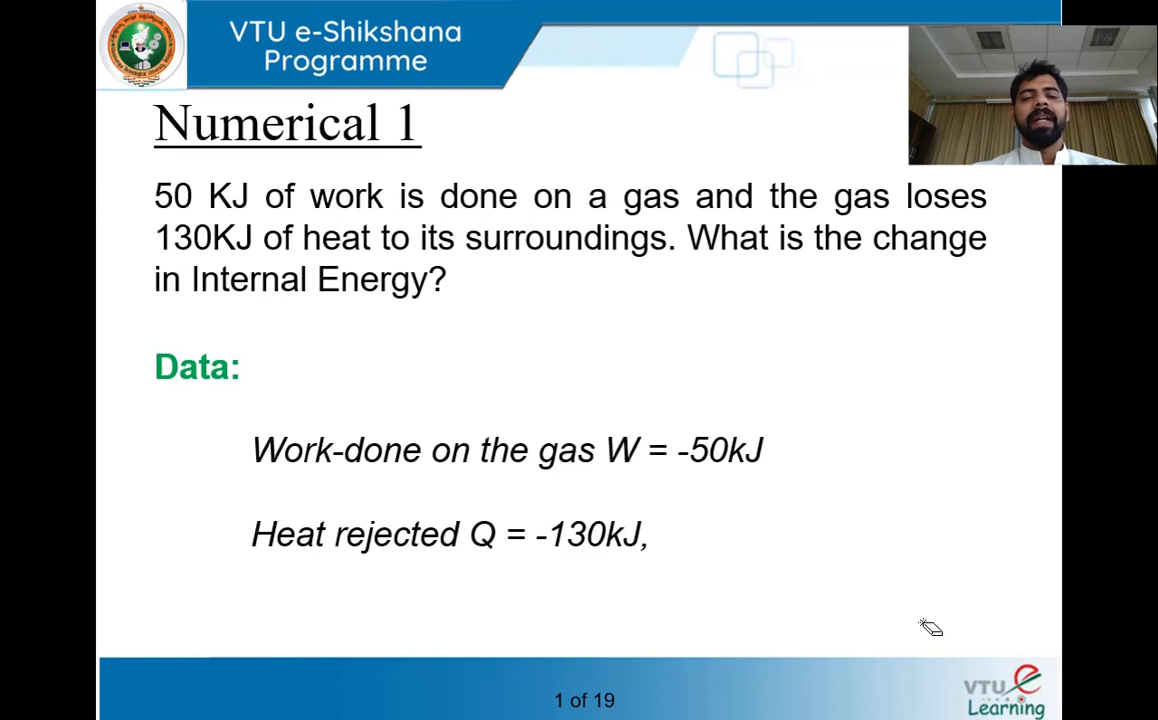 VTU e-Shikshana
Programme
Numerical 1
50 KJ of work is done on a gas and the gas loses
130KJ of heat to its surroundings. What is the change
in Internal Energy?
Data:
Work-done on the gas W = -50kJ
Heat rejected Q = -130kJ,
1 of 19
VTU e
Learning